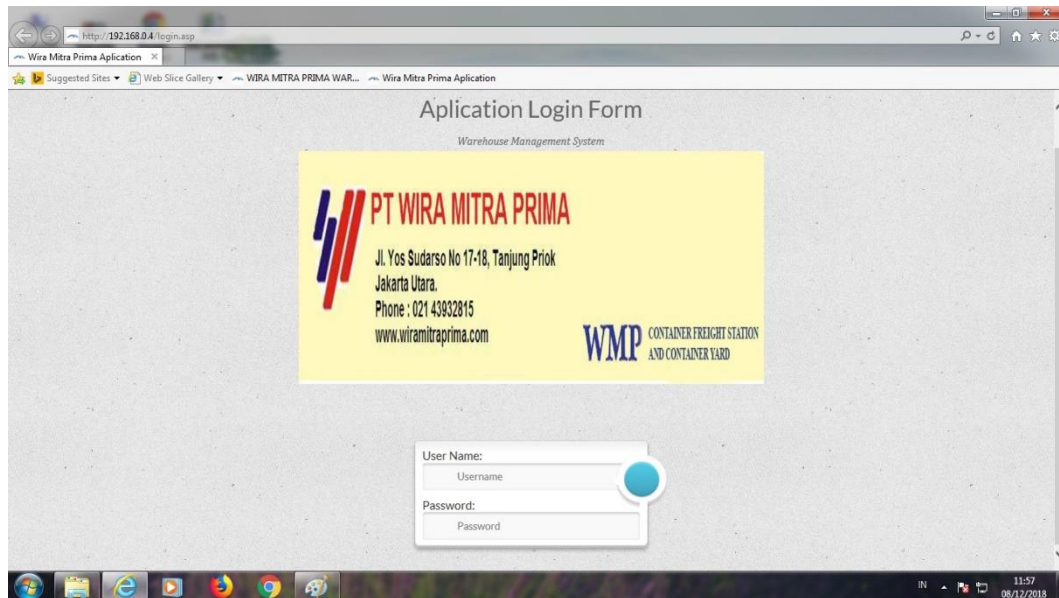 http://192.168.0.4/login.asp
Wira Mitra Prima Aplication
Suggested Sites
Web Slice Gallery
WIRA MITRA PRIMA WAR...
Wira Mitra Prima Aplication
Aplication Login Form
Warehouse Management System
PT WIRA MITRA PRIMA
Jl. Yos Sudarso No 17-18, Tanjung Priok
Jakarta Utara.
Phone : 021 43932815
www.wiramitraprima.com
WMP
CONTAINER FREIGHT STATION
AND CONTAINER YARD
User Name:
Username
Password:
Password
IN
11:57
08/12/2018